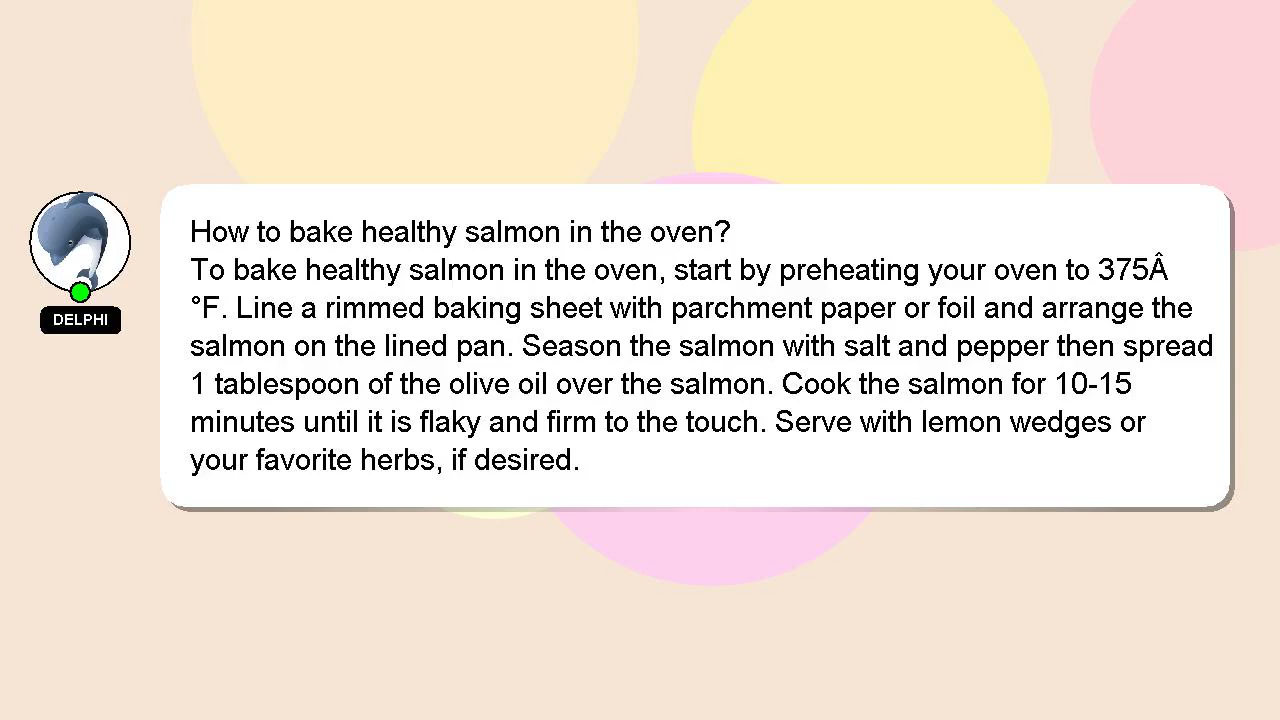 How to bake healthy salmon in the oven?
To bake healthy salmon in the oven, start by preheating your oven to 375Â
°F. Line a rimmed baking sheet with parchment paper or foil and arrange the
salmon on the lined pan. Season the salmon with salt and pepper then spread
1 tablespoon of the olive oil over the salmon. Cook the salmon for 10-15
minutes until it is flaky and firm to the touch. Serve with lemon wedges or
your favorite herbs, if desired.
DELPHI